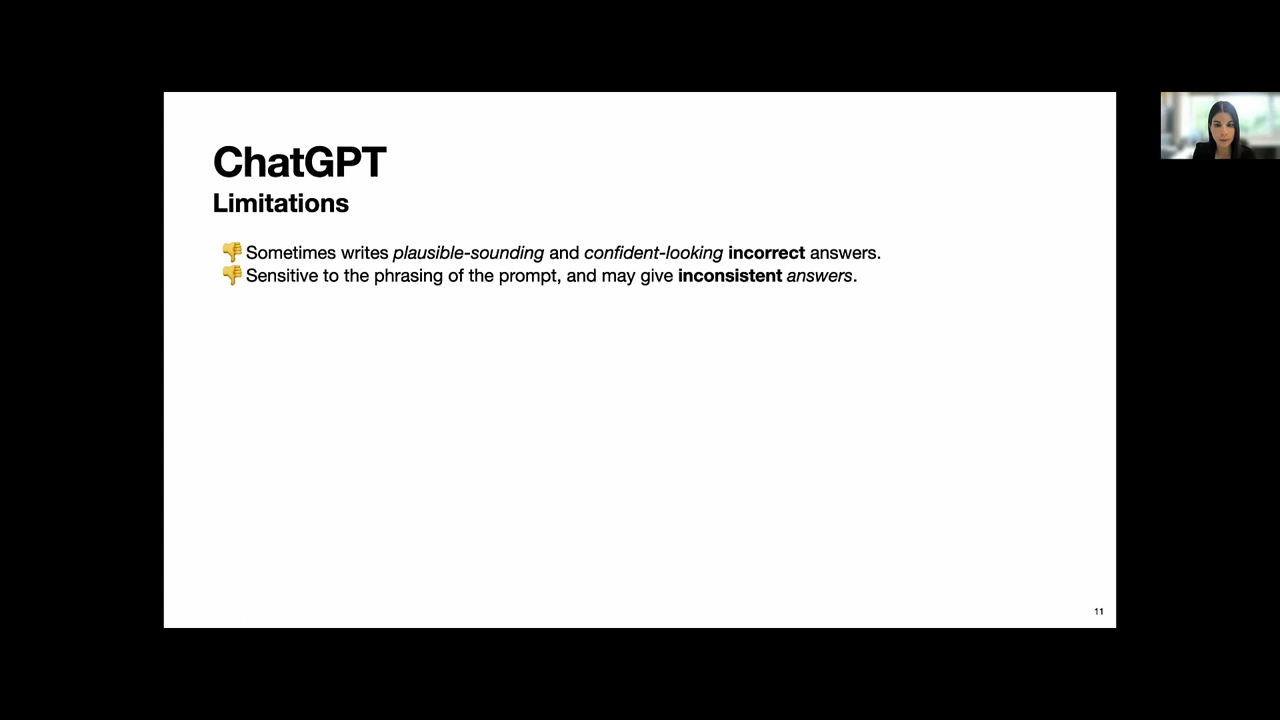 ChatGPT
Limitations
👎Sometimes writes plausible-sounding and confident-looking incorrect answers.
👎Sensitive to the phrasing of the prompt, and may give inconsistent answers.
11